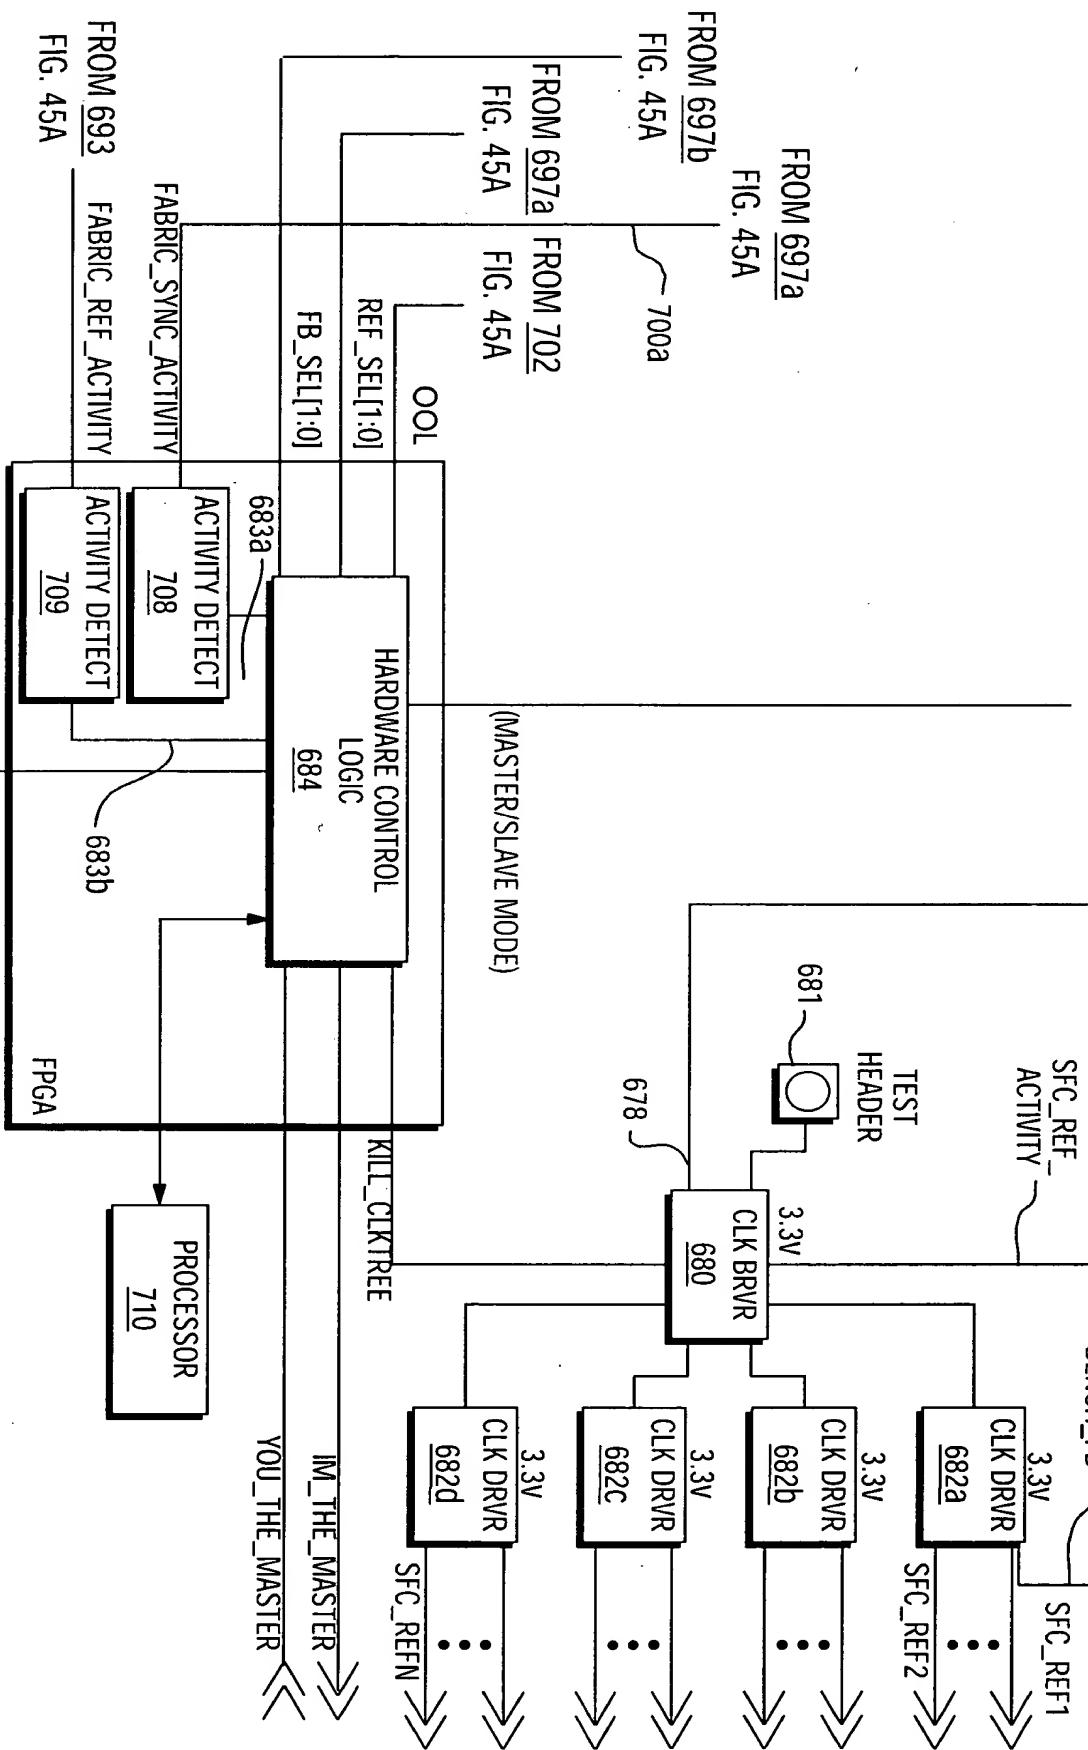 SFC_REF_
ACTIVITY
TEST
HEADER
681
678
3.3v
CLK BRVR
680
3.3v
CLK DRVR
682a
SFC_REF1
SFC_REF2
3.3v
CLK DRVR
682b
3.3v
CLK DRVR
682c
3.3v
CLK DRVR
682d
SFC_REFN
FROM 697a
FIG. 45A
700a
FROM 697b
FIG. 45A
FROM 697a
FIG. 45A
FROM 702
FIG. 45A
OOL
REF_SEL[1:0]
FB_SEL[1:0]
(MASTER/SLAVE MODE)
HARDWARE CONTROL
LOGIC
684
KILL_CLKTREE
IM_THE_MASTER
YOU_THE_MASTER
683a
FABRIC_SYNC_ACTIVITY
ACTIVITY DETECT
708
FROM 693
FIG. 45A
FABRIC_REF_ACTIVITY
ACTIVITY DETECT
709
683b
FPGA
PROCESSOR
710